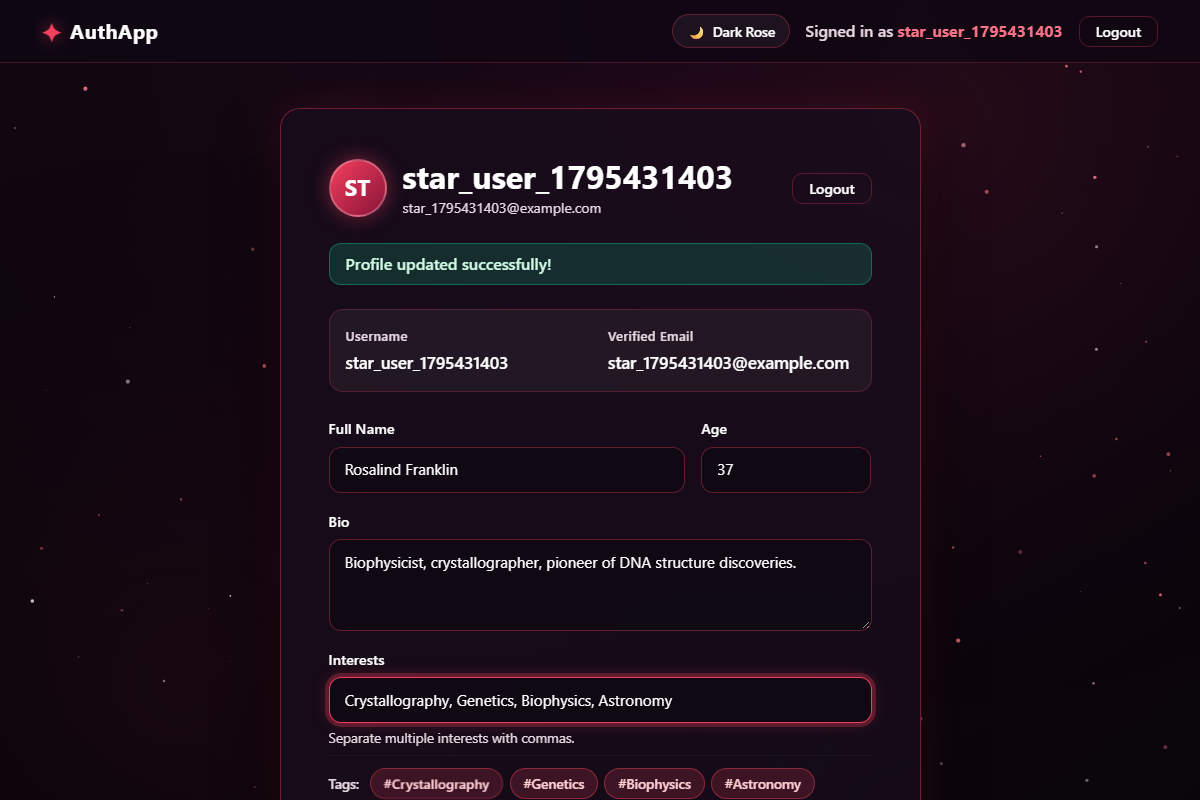 AuthApp
Dark Rose
Signed in as star_user_1795431403
Logout
ST
star_user_1795431403
star_1795431403@example.com
Logout
Profile updated successfully!
Username
Verified Email
star_user_1795431403
star_1795431403@example.com
Full Name
Age
Rosalind Franklin
37
Bio
Biophysicist, crystallographer, pioneer of DNA structure discoveries.
Interests
Crystallography, Genetics, Biophysics, Astronomy
Separate multiple interests with commas.
Tags: #Crystallography #Genetics #Biophysics #Astronomy